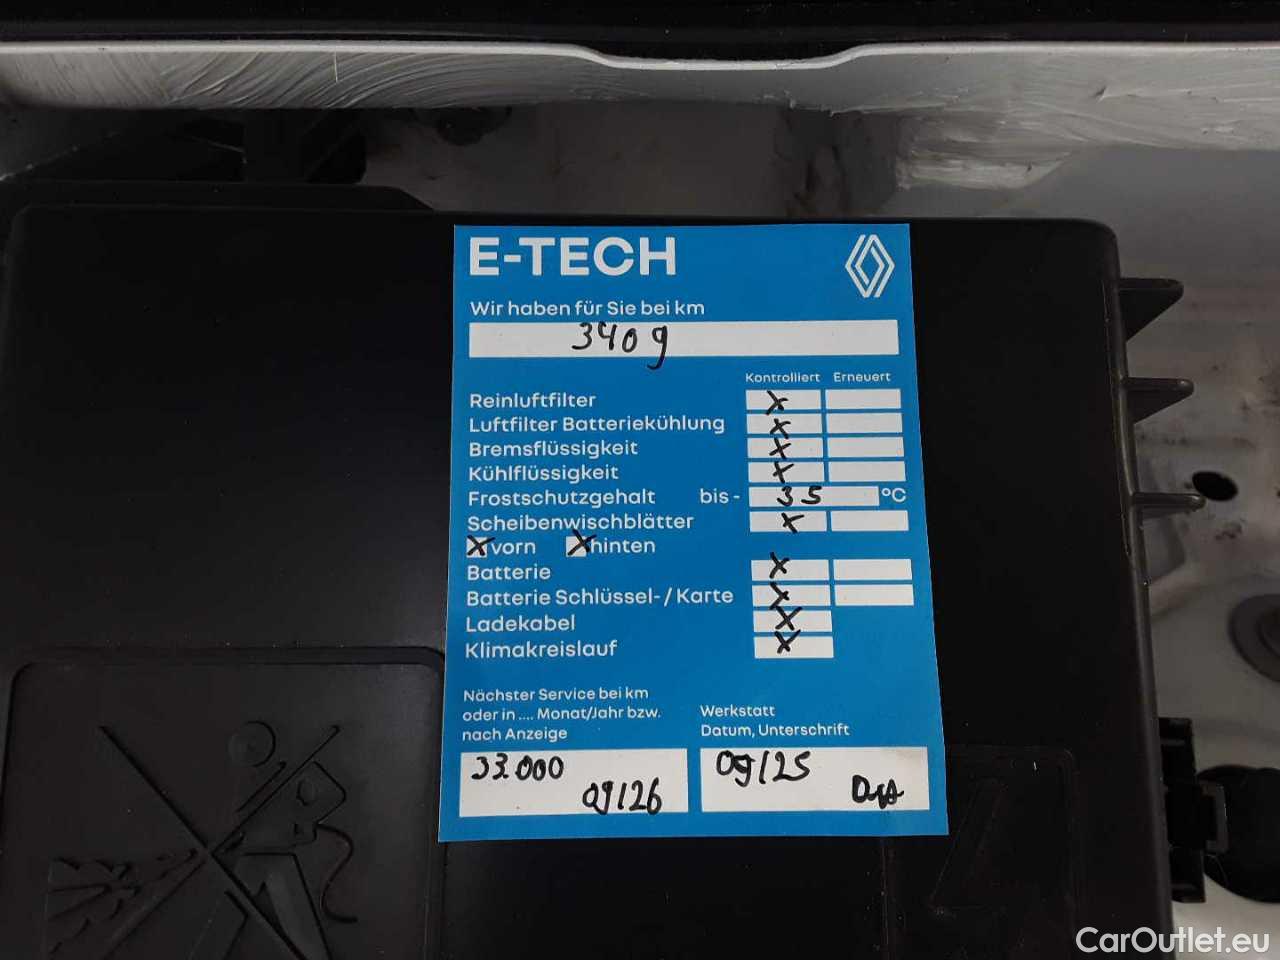 E-TECH
Wir haben für Sie bei km
3409
Kontrolliert Erneuert
Reinluftfilter X
Luftfilter Batteriekühlung X
Bremsflüssigkeit X
Kühlflüssigkeit X
Frostschutzgehalt bis - 35 °C
Scheibenwischblätter X
X vorn X hinten
Batterie X
Batterie Schlüssel- / Karte X
Ladekabel X
Klimakreislauf X
Nächster Service bei km
oder in .... Monat/Jahr bzw.
nach Anzeige
33.000
09/26
Werkstatt
Datum, Unterschrift
09/25
CarOutlet.eu